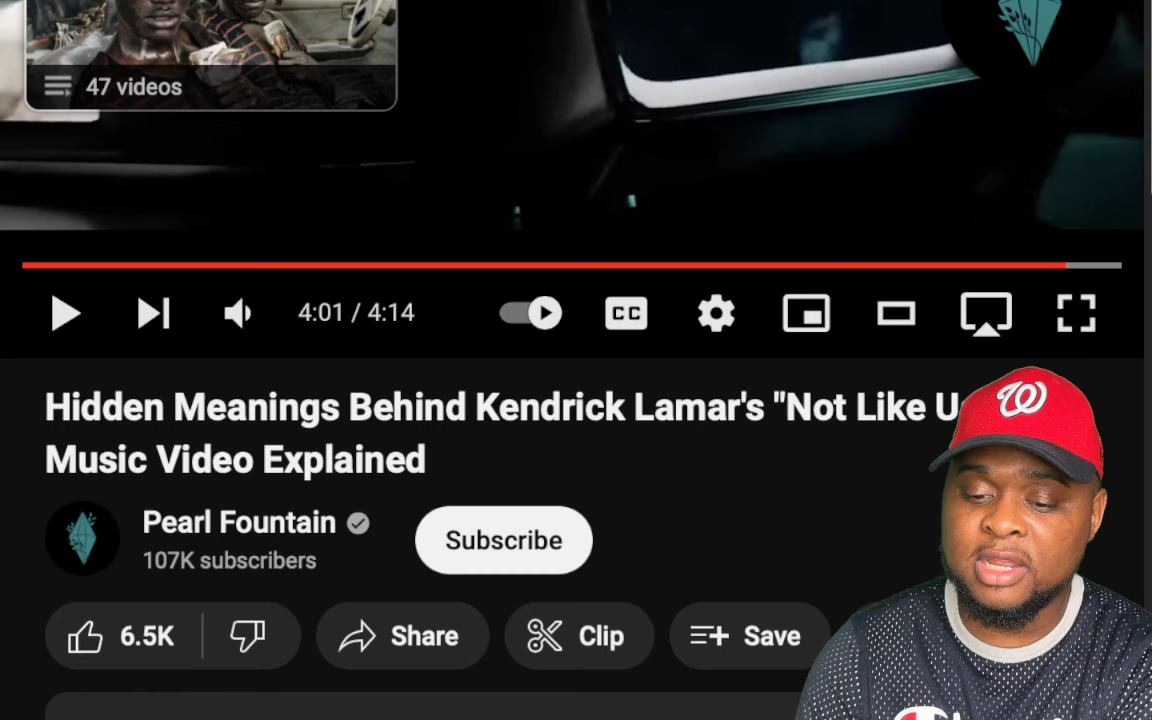 47 videos
4:01 / 4:14
CC
Hidden Meanings Behind Kendrick Lamar's "Not Like U
Music Video Explained
Pearl Fountain
107K subscribers
Subscribe
6.5K Share Clip Save
W